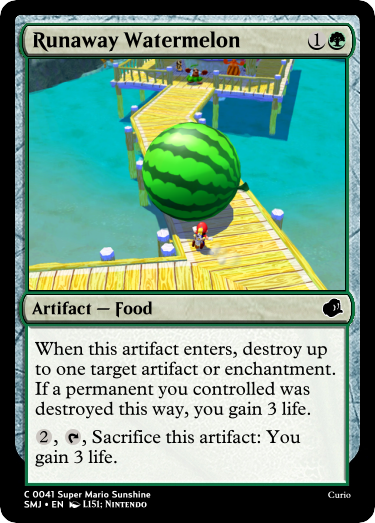 Runaway Watermelon 1
Artifact — Food
When this artifact enters, destroy up
to one target artifact or enchantment.
If a permanent you controlled was
destroyed this way, you gain 3 life.
2, , Sacrifice this artifact: You
gain 3 life.
C 0041 Super Mario Sunshine
SMJ • EN L151; Nintendo
Curio